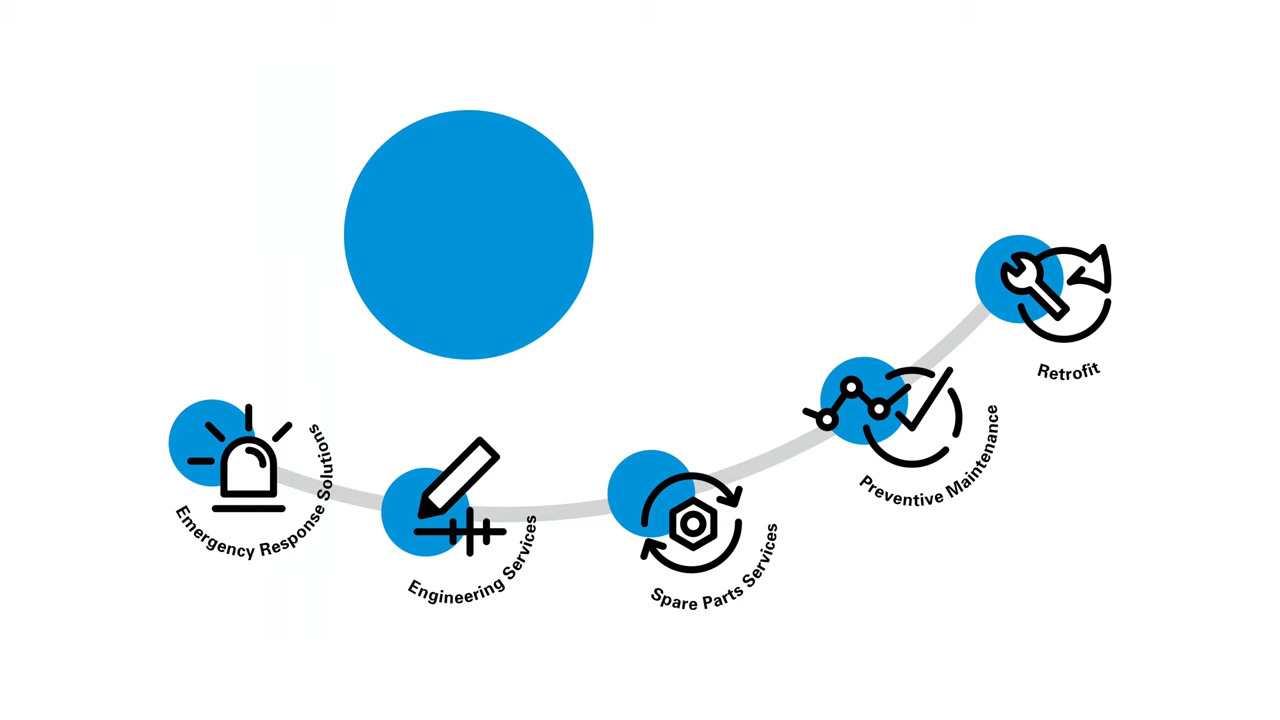 Emergency Response Solutions
Engineering Services
Spare Parts Services
Preventive Maintenance
Retrofit